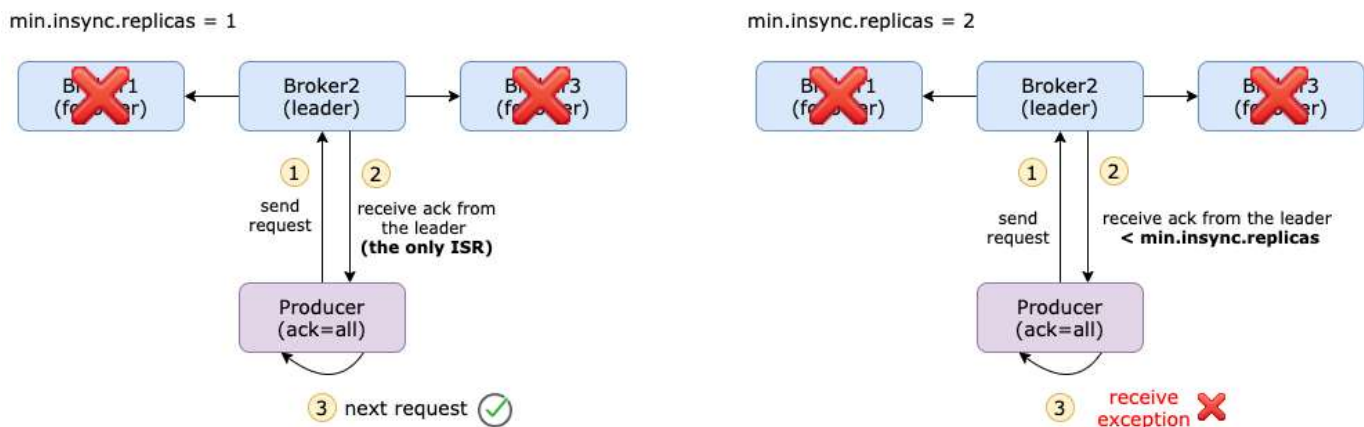 min.insync.replicas = 1
Broker2
(leader)
1
2
send
request
receive ack from
the leader
(the only ISR)
Producer
(ack=all)
3 next request
min.insync.replicas = 2
Broker2
(leader)
1
2
send
request
receive ack from the leader
< min.insync.replicas
Producer
(ack=all)
3
receive
exception